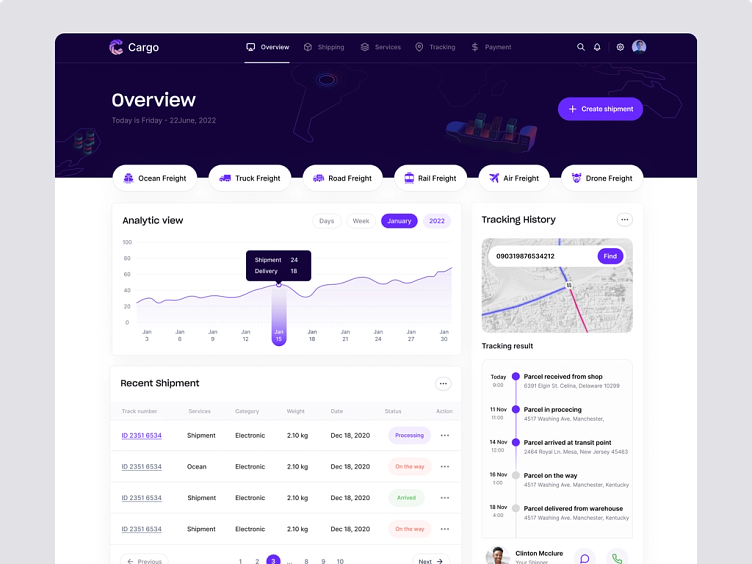 Cargo
Overview
Shipping
Services
Tracking
Payment
Overview
Today is Friday - 22June, 2022
Create shipment
Ocean Freight
Truck Freight
Road Freight
Rail Freight
Air Freight
Drone Freight
Analytic view
Days
Week
January
2022
100
80
60
40
20
0
Shipment 24
Delivery 18
Jan 3
Jan 6
Jan 9
Jan 12
Jan 15
Jan 18
Jan 21
Jan 24
Jan 27
Jan 30
Recent Shipment
Track number Services Category Weight Date Status Action
ID 2351 6534 Shipment Electronic 2.10 kg Dec 18, 2020 Processing
ID 2351 6534 Ocean Electronic 2.10 kg Dec 18, 2020 On the way
ID 2351 6534 Shipment Electronic 2.10 kg Dec 18, 2020 Arrived
ID 2351 6534 Shipment Electronic 2.10 kg Dec 18, 2020 On the way
Previous 1 2 3 ... 8 9 10 Next
Tracking History
090319876534212
Find
Tracking result
Today
9:00
Parcel received from shop
6391 Elgin St. Celina, Delaware 10299
11 Nov
11:00
Parcel in procecing
4517 Washing Ave. Manchester,
14 Nov
12:00
Parcel arrived at transit point
2464 Royal Ln. Mesa, New Jersey 45463
16 Nov
1:00
Parcel on the way
4517 Washing Ave. Manchester, Kentucky
18 Nov
4:00
Parcel delivered from warehouse
4517 Washing Ave. Manchester, Kentucky
Clinton Mcclure
Your Shipper